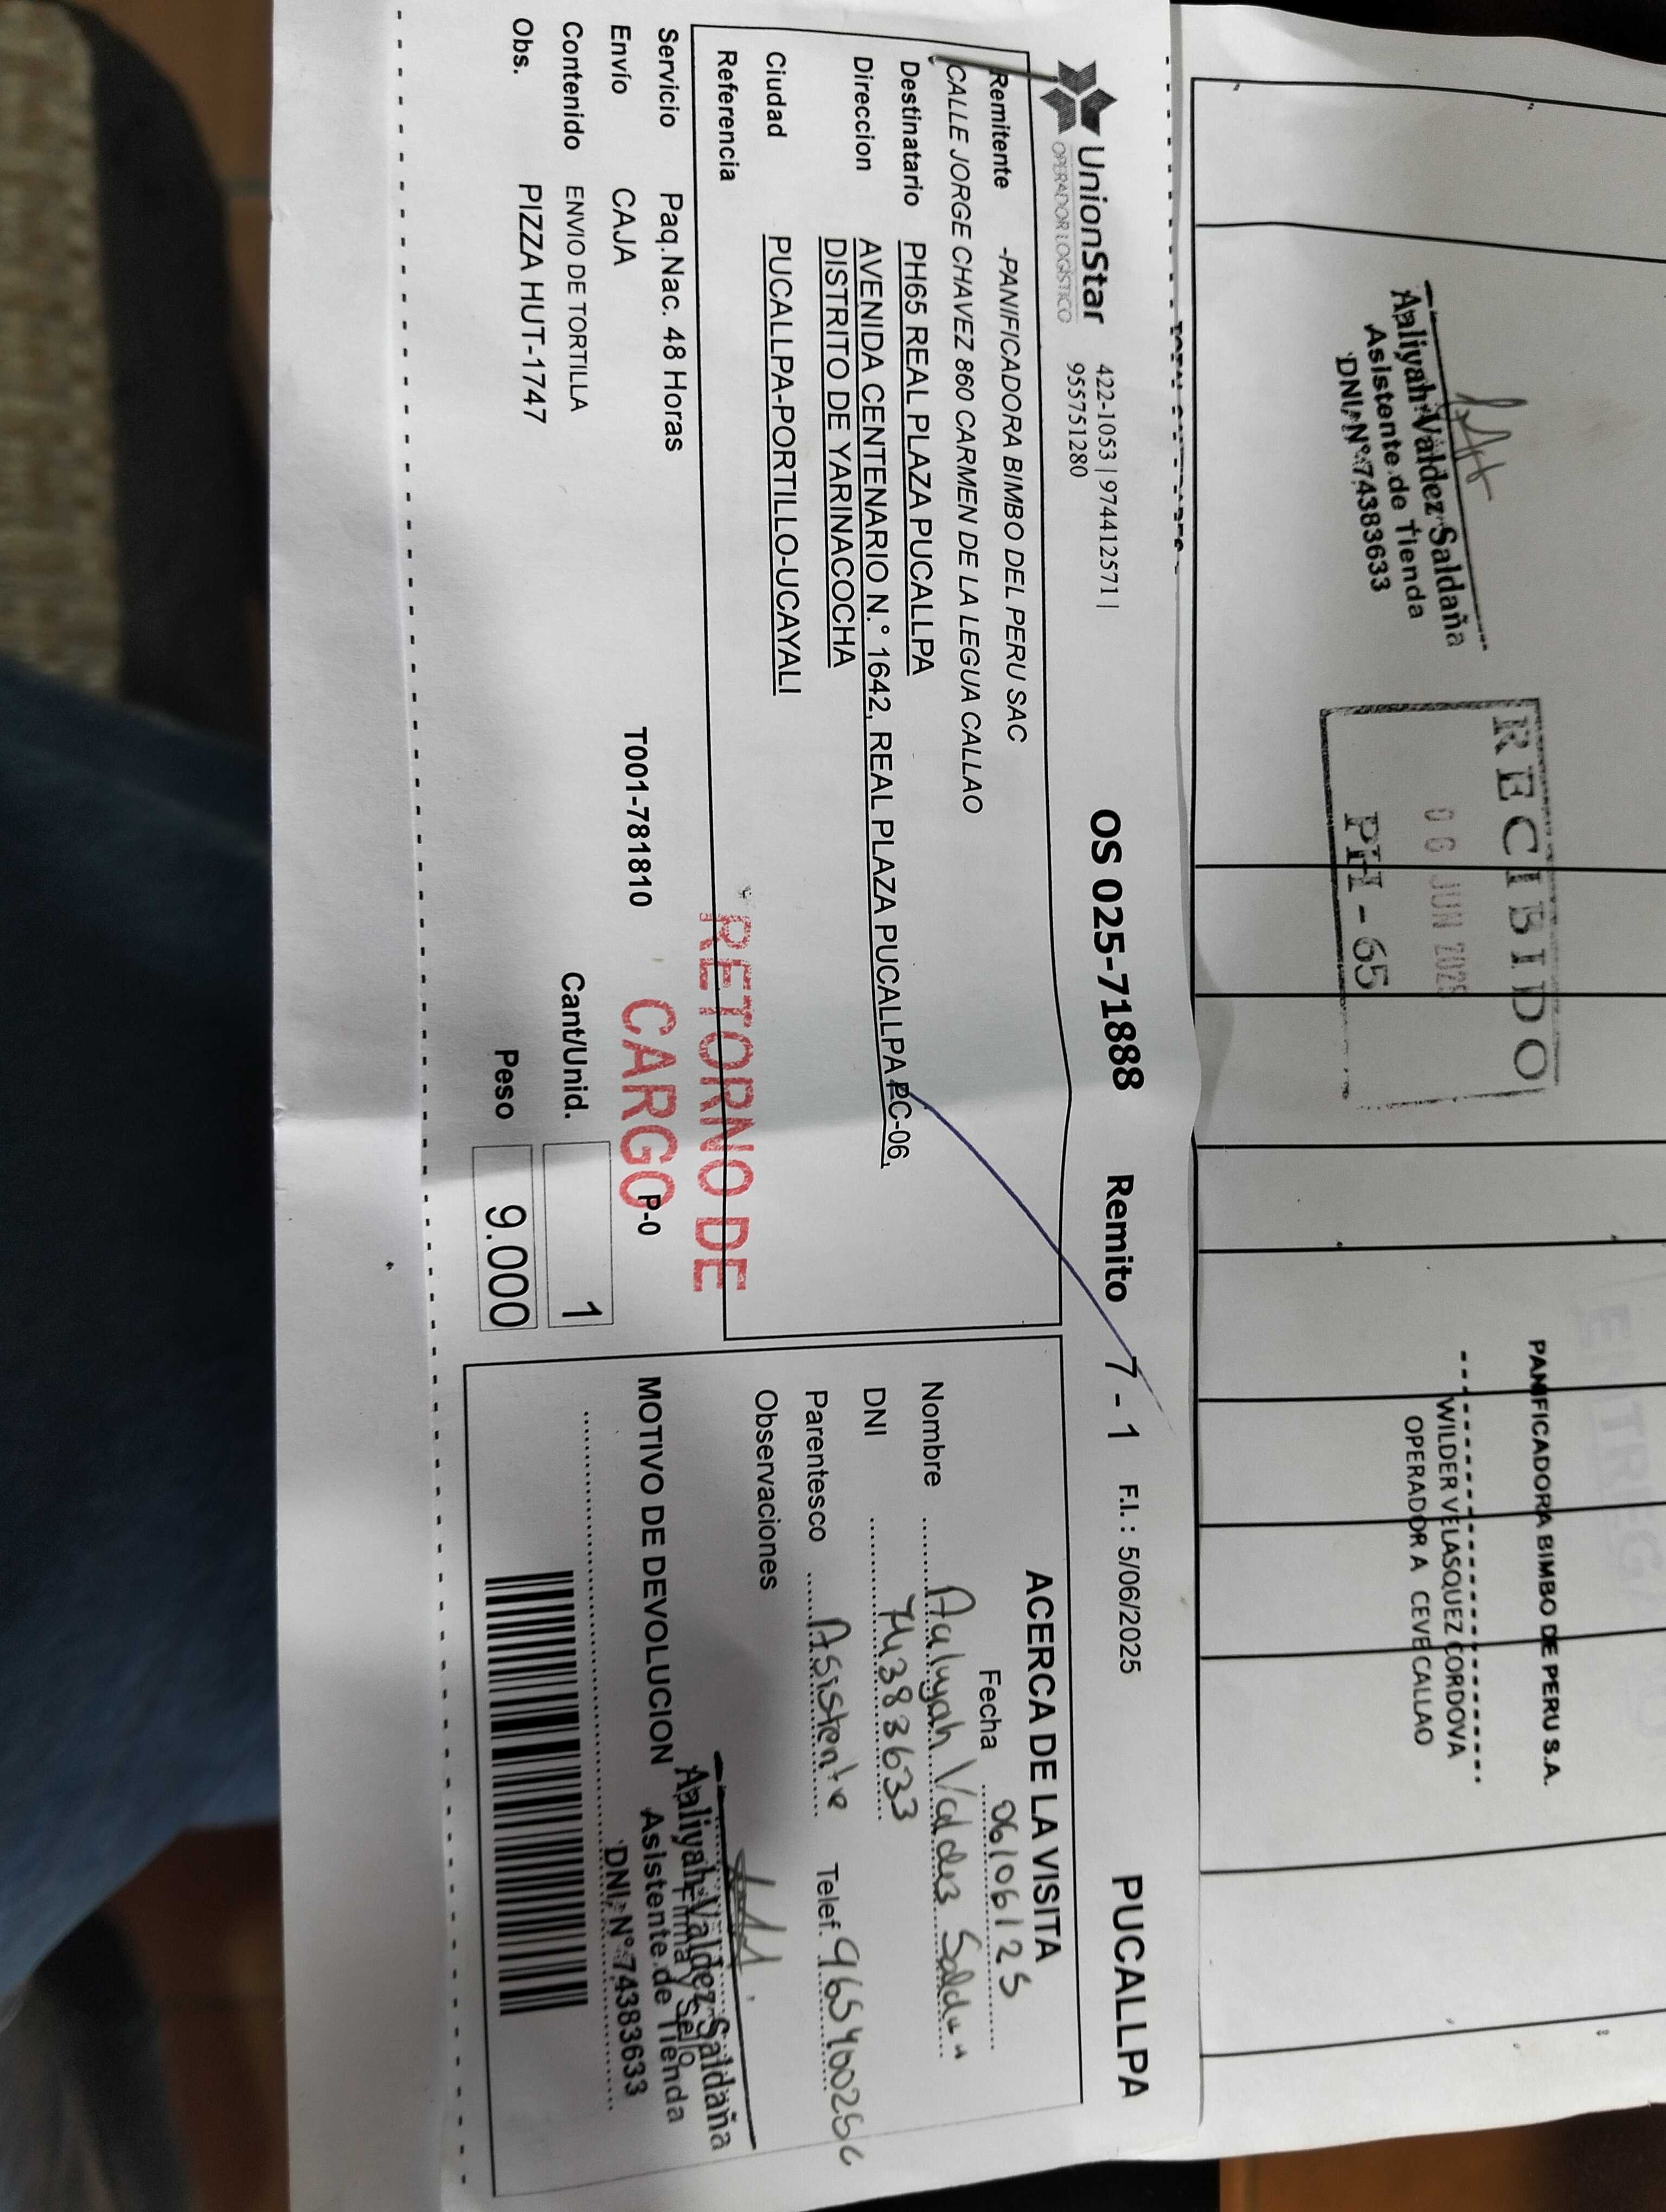 Aaliyah Valdez Saldaña
Asistente de Tienda
DNI N° 74383633
RECIBIDO
06 JUN 2025
PH - 65
PANIFICADORA BIMBO DE PERU S.A.
WILDER VELASQUEZ CORDOVA
OPERADOR A CEVE CALLAO
UnionStar
OPERADOR LOGÍSTICO
422-1053 | 974412571 |
955751280
OS 025-71888 Remito 7 - 1 F.I. : 5/06/2025 PUCALLPA
Remitente -PANIFICADORA BIMBO DEL PERU SAC
CALLE JORGE CHAVEZ 860 CARMEN DE LA LEGUA CALLAO
Destinatario PH65 REAL PLAZA PUCALLPA
Direccion AVENIDA CENTENARIO N.° 1642, REAL PLAZA PUCALLPA PC-06,
DISTRITO DE YARINACOCHA
Ciudad PUCALLPA-PORTILLO-UCAYALI
Referencia
RETORNO DE
CARGO
Servicio Paq.Nac. 48 Horas
Envío CAJA T001-781810 P-0
Contenido ENVIO DE TORTILLA Cant/Unid. 1
Obs. PIZZA HUT-1747 Peso 9.000
ACERCA DE LA VISITA
Fecha 06/06/25
Nombre Aaliyah Valdez Saldaña
DNI 74383633
Parentesco Asistente Telef.
Observaciones
MOTIVO DE DEVOLUCION
Firma y Sello
Aaliyah Valdez Saldaña
Asistente de Tienda
DNI N° 74383633